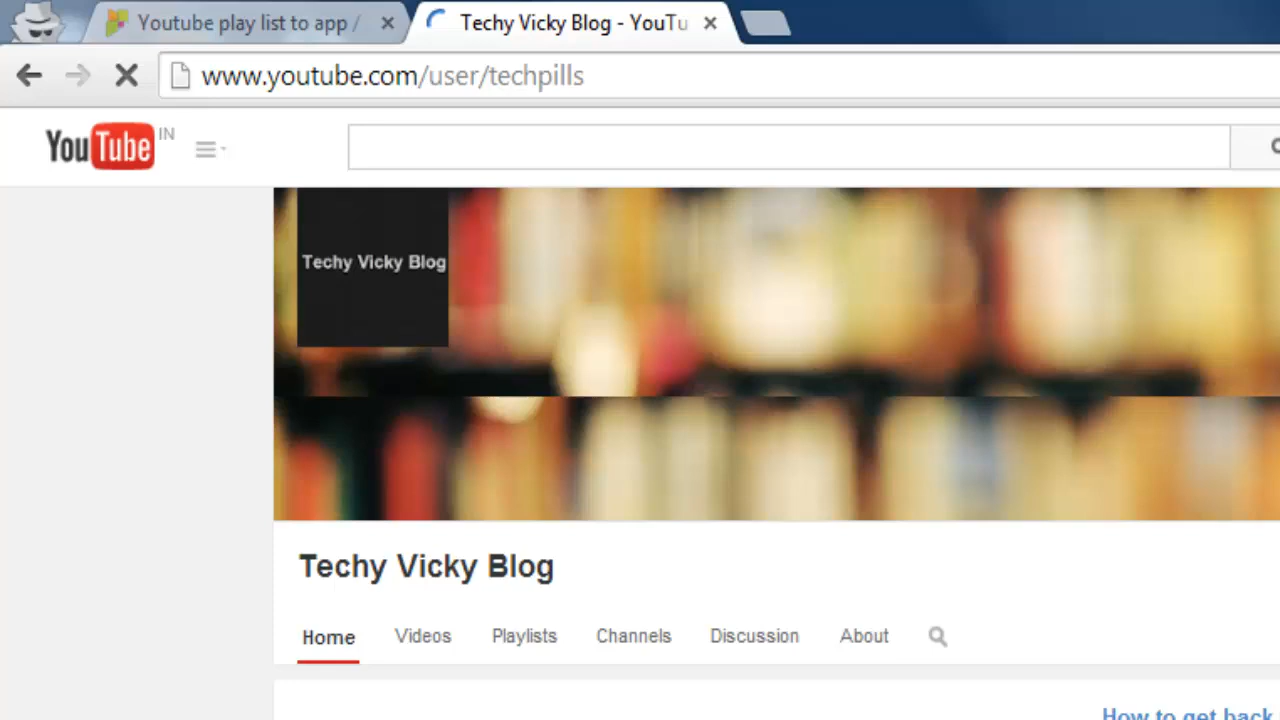 Youtube play list to app /
Techy Vicky Blog - YouTu
www.youtube.com/user/techpills
YouTube IN
Techy Vicky Blog
Techy Vicky Blog
Home Videos Playlists Channels Discussion About
How to get back